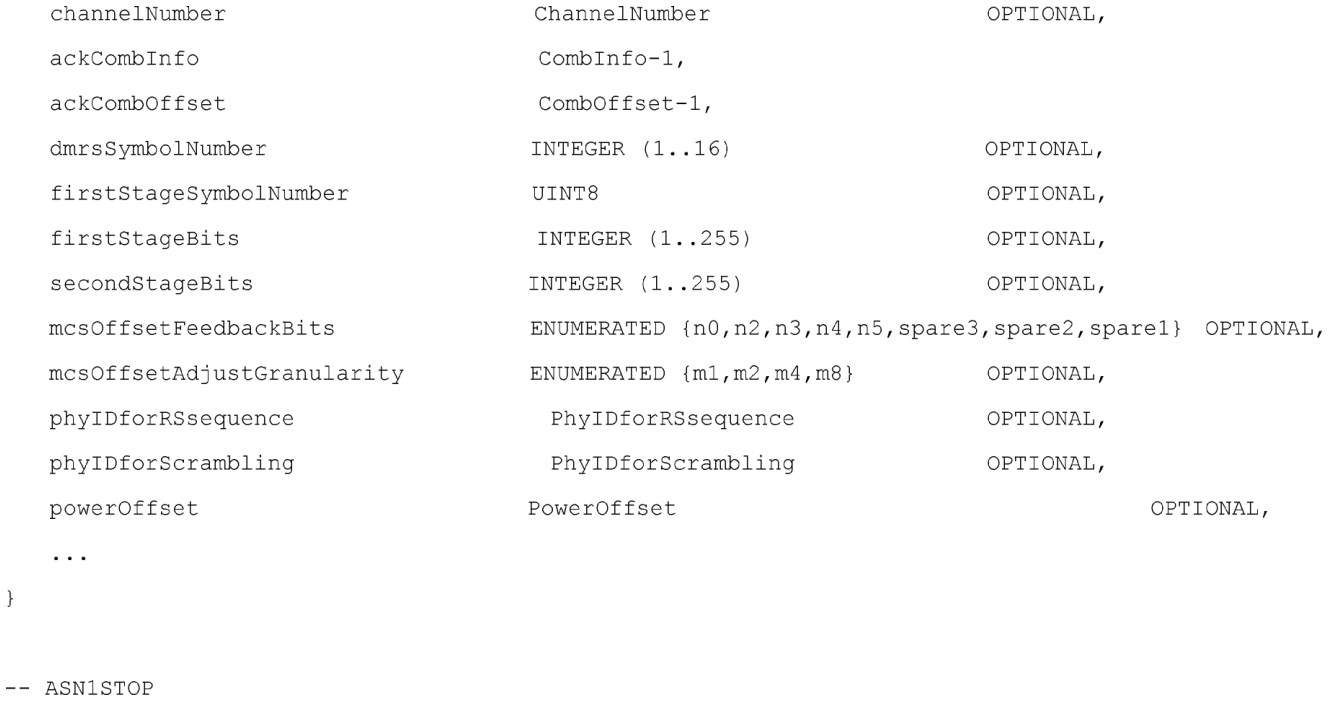 channelNumber ChannelNumber OPTIONAL,
ackCombInfo CombInfo-1,
ackCombOffset CombOffset-1,
dmrsSymbolNumber INTEGER (1..16) OPTIONAL,
firstStageSymbolNumber UINT8 OPTIONAL,
firstStageBits INTEGER (1..255) OPTIONAL,
secondStageBits INTEGER (1..255) OPTIONAL,
mcsOffsetFeedbackBits ENUMERATED {n0,n2,n3,n4,n5,spare3,spare2,spare1} OPTIONAL,
mcsOffsetAdjustGranularity ENUMERATED {m1,m2,m4,m8} OPTIONAL,
phyIDforRSsequence PhyIDforRSsequence OPTIONAL,
phyIDforScrambling PhyIDforScrambling OPTIONAL,
powerOffset PowerOffset OPTIONAL,
...
}
-- ASN1STOP